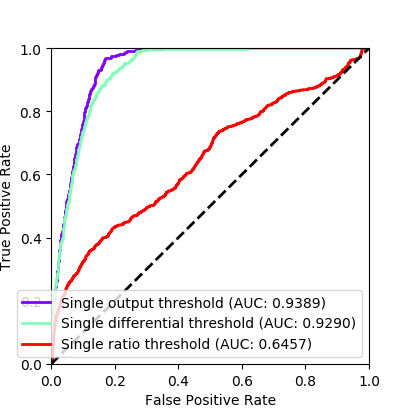 1.0
0.8
0.6
0.4
0.2
0.0
True Positive Rate
Single output threshold (AUC: 0.9389)
Single differential threshold (AUC: 0.9290)
Single ratio threshold (AUC: 0.6457)
0.0 0.2 0.4 0.6 0.8 1.0
False Positive Rate